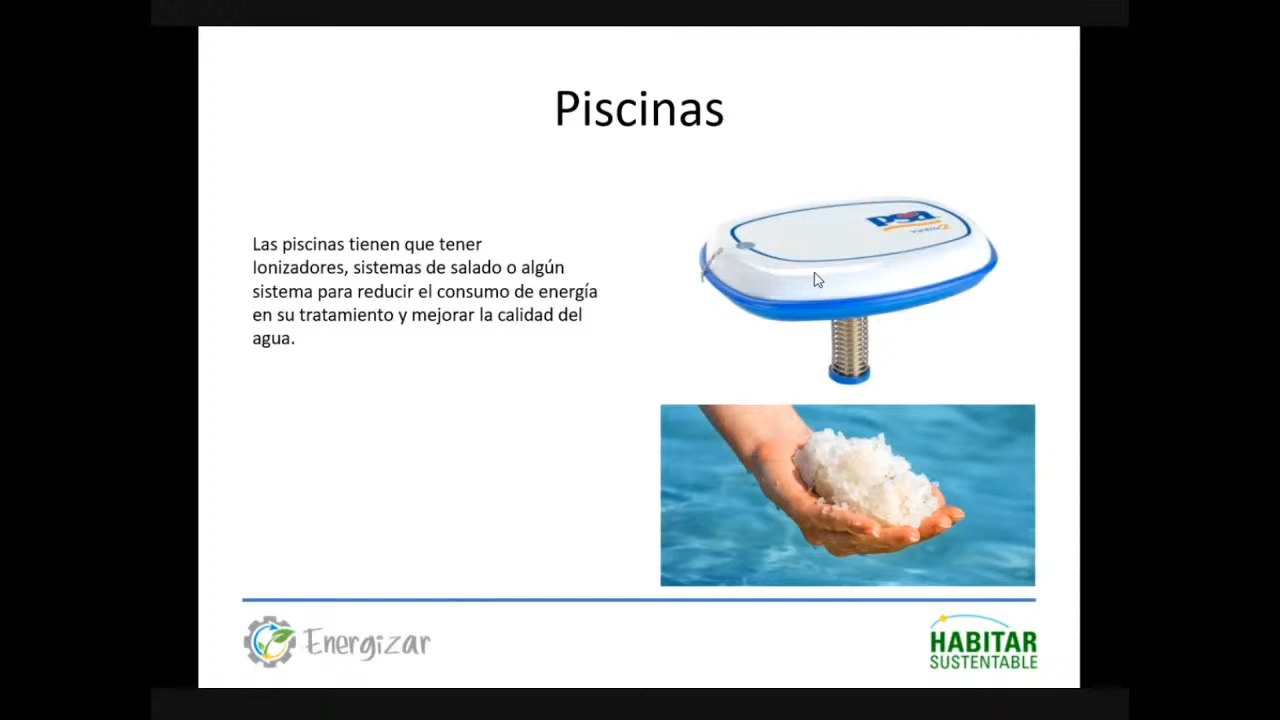 Piscinas
Las piscinas tienen que tener
Ionizadores, sistemas de salado o algún
sistema para reducir el consumo de energía
en su tratamiento y mejorar la calidad del
agua.
Energizar
HABITAR
SUSTENTABLE